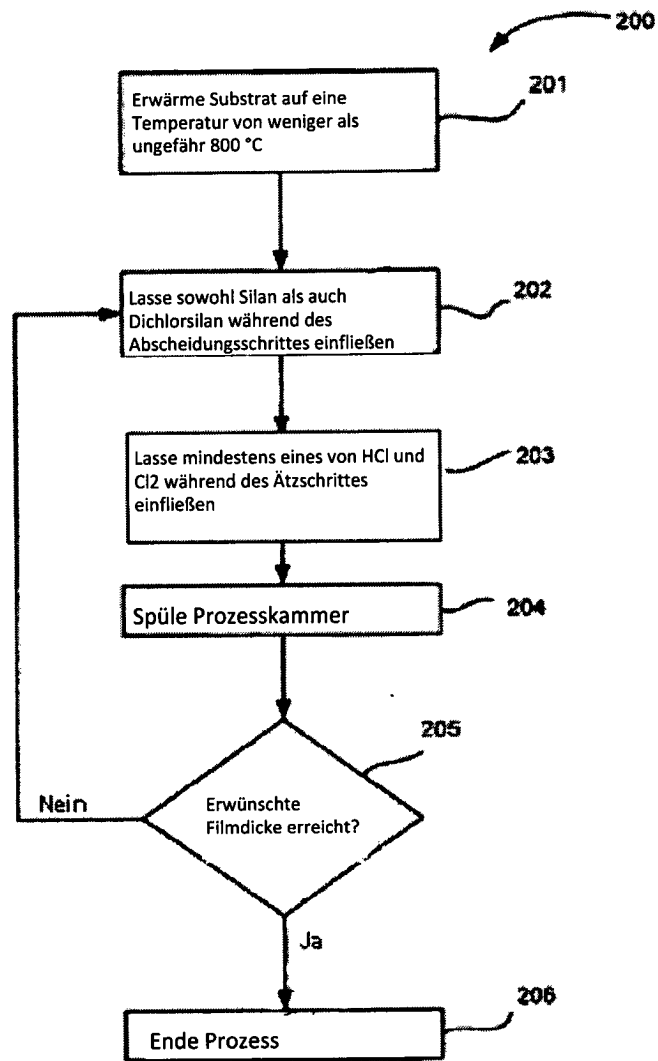 200
Erwärme Substrat auf eine
Temperatur von weniger als
ungefähr 800 °C
201
Lasse sowohl Silan als auch
Dichlorsilan während des
Abscheidungsschrittes einfließen
202
Lasse mindestens eines von HCl und
Cl2 während des Ätzschrittes
einfließen
203
Spüle Prozesskammer
204
205
Erwünschte
Filmdicke erreicht?
Nein
Ja
Ende Prozess
206